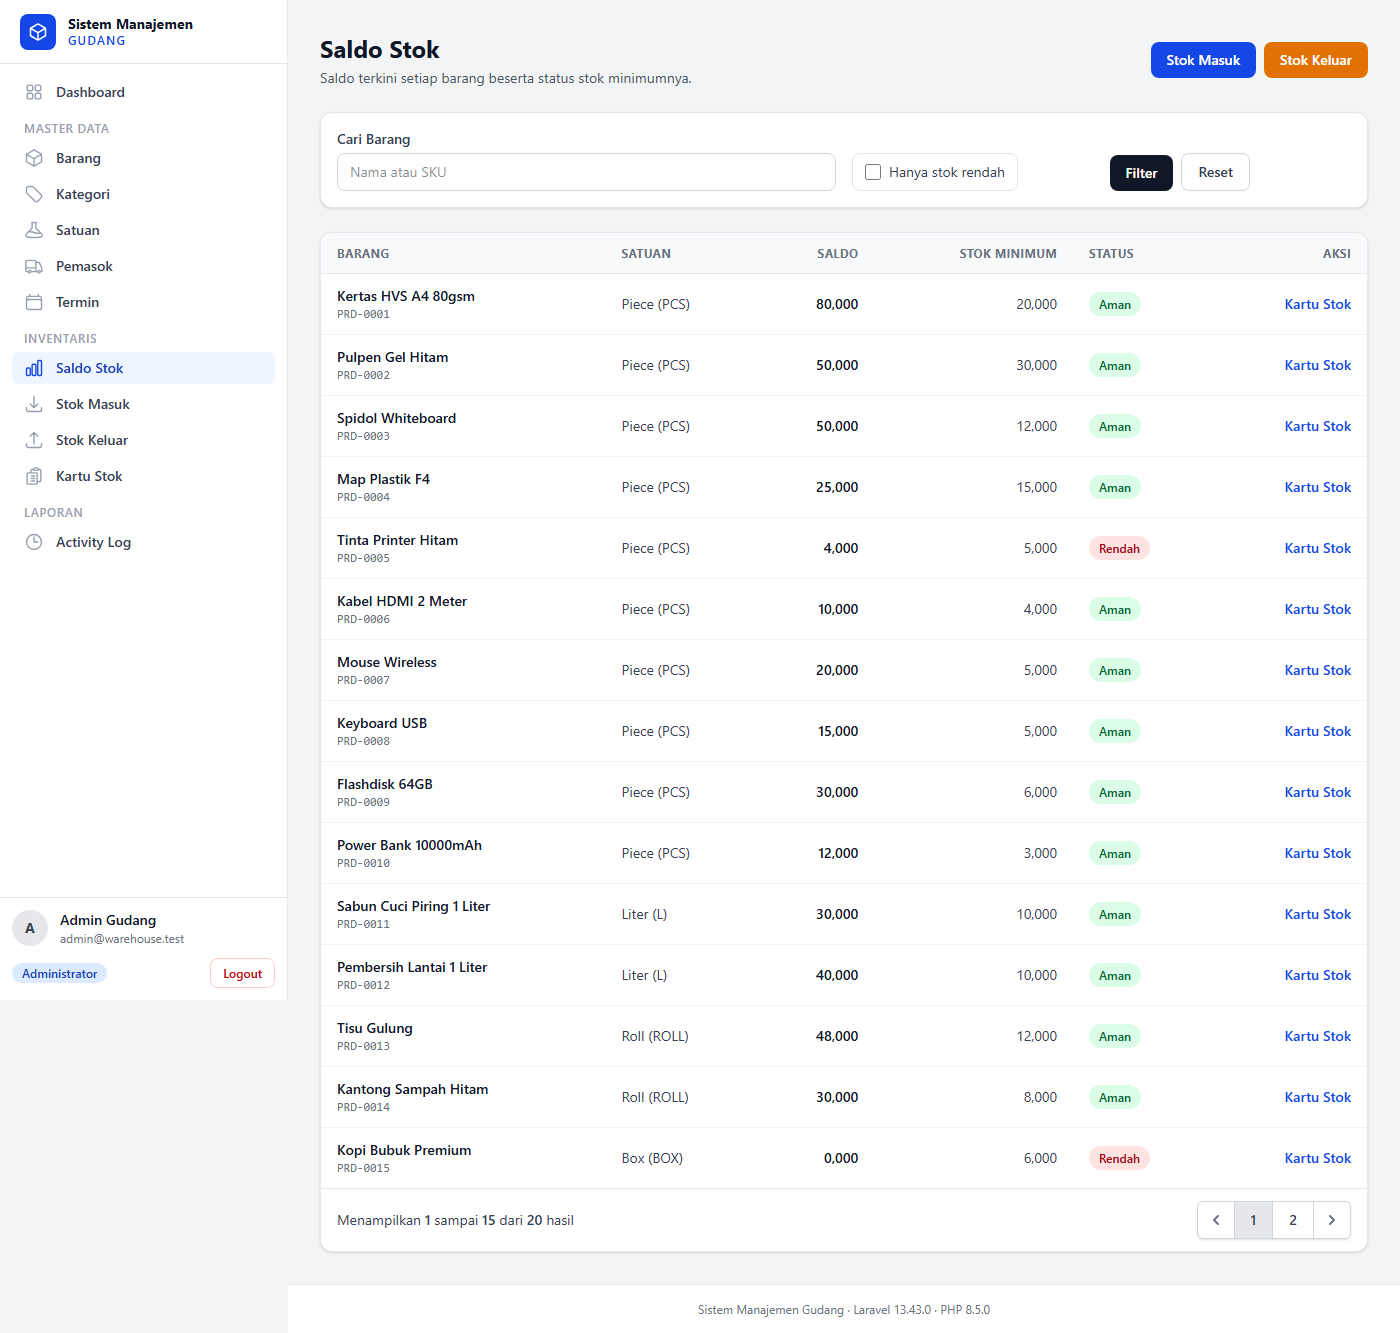 Sistem Manajemen
GUDANG
Dashboard
MASTER DATA
Barang
Kategori
Satuan
Pemasok
Termin
INVENTARIS
Saldo Stok
Stok Masuk
Stok Keluar
Kartu Stok
LAPORAN
Activity Log
A
Admin Gudang
admin@warehouse.test
Administrator
Logout
Saldo Stok
Saldo terkini setiap barang beserta status stok minimumnya.
Stok Masuk
Stok Keluar
Cari Barang
Nama atau SKU
Hanya stok rendah
Filter
Reset
BARANG SATUAN SALDO STOK MINIMUM STATUS AKSI
Kertas HVS A4 80gsm
PRD-0001
Piece (PCS) 80,000 20,000 Aman Kartu Stok
Pulpen Gel Hitam
PRD-0002
Piece (PCS) 50,000 30,000 Aman Kartu Stok
Spidol Whiteboard
PRD-0003
Piece (PCS) 50,000 12,000 Aman Kartu Stok
Map Plastik F4
PRD-0004
Piece (PCS) 25,000 15,000 Aman Kartu Stok
Tinta Printer Hitam
PRD-0005
Piece (PCS) 4,000 5,000 Rendah Kartu Stok
Kabel HDMI 2 Meter
PRD-0006
Piece (PCS) 10,000 4,000 Aman Kartu Stok
Mouse Wireless
PRD-0007
Piece (PCS) 20,000 5,000 Aman Kartu Stok
Keyboard USB
PRD-0008
Piece (PCS) 15,000 5,000 Aman Kartu Stok
Flashdisk 64GB
PRD-0009
Piece (PCS) 30,000 6,000 Aman Kartu Stok
Power Bank 10000mAh
PRD-0010
Piece (PCS) 12,000 3,000 Aman Kartu Stok
Sabun Cuci Piring 1 Liter
PRD-0011
Liter (L) 30,000 10,000 Aman Kartu Stok
Pembersih Lantai 1 Liter
PRD-0012
Liter (L) 40,000 10,000 Aman Kartu Stok
Tisu Gulung
PRD-0013
Roll (ROLL) 48,000 12,000 Aman Kartu Stok
Kantong Sampah Hitam
PRD-0014
Roll (ROLL) 30,000 8,000 Aman Kartu Stok
Kopi Bubuk Premium
PRD-0015
Box (BOX) 0,000 6,000 Rendah Kartu Stok
Menampilkan 1 sampai 15 dari 20 hasil
1 2
Sistem Manajemen Gudang · Laravel 13.43.0 · PHP 8.5.0